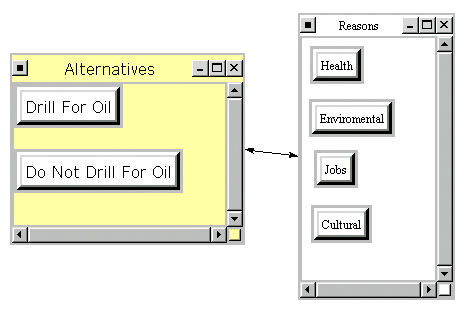 Alternatives
Drill For Oil
Do Not Drill For Oil
Reasons
Health
Enviromental
Jobs
Cultural